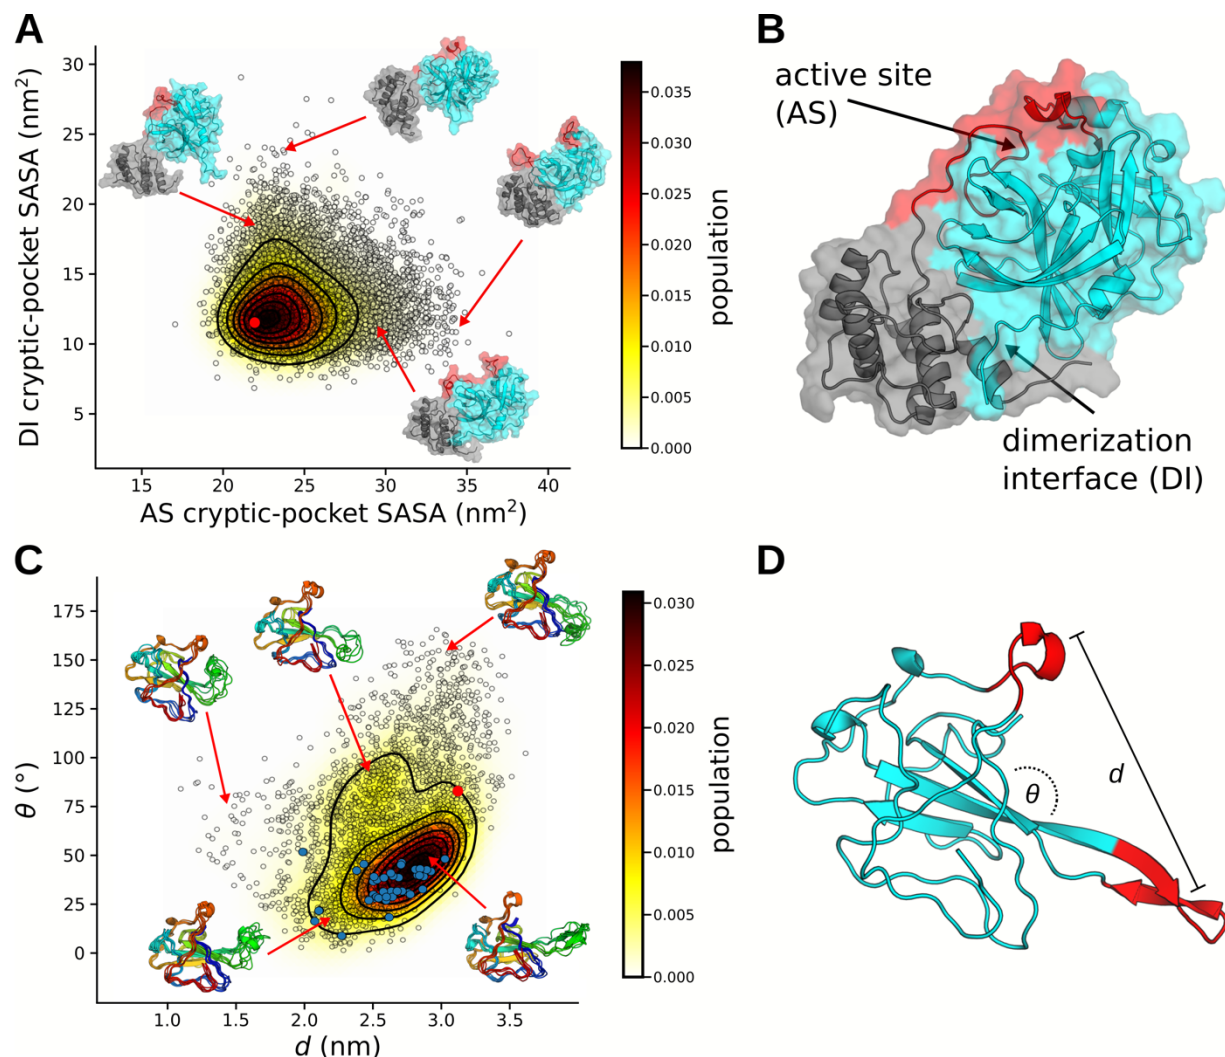 A
DI cryptic-pocket SASA (nm²)
30
25
20
15
10
5
15
20
25
30
35
40
AS cryptic-pocket SASA (nm²)
0.035
0.030
0.025
0.020
0.015
0.010
0.005
0.000
population
B
active site
(AS)
dimerization
interface (DI)
C
θ (°)
175
150
125
100
75
50
25
0
1.0
1.5
2.0
2.5
3.0
3.5
d (nm)
0.030
0.025
0.020
0.015
0.010
0.005
0.000
population
D
θ
d